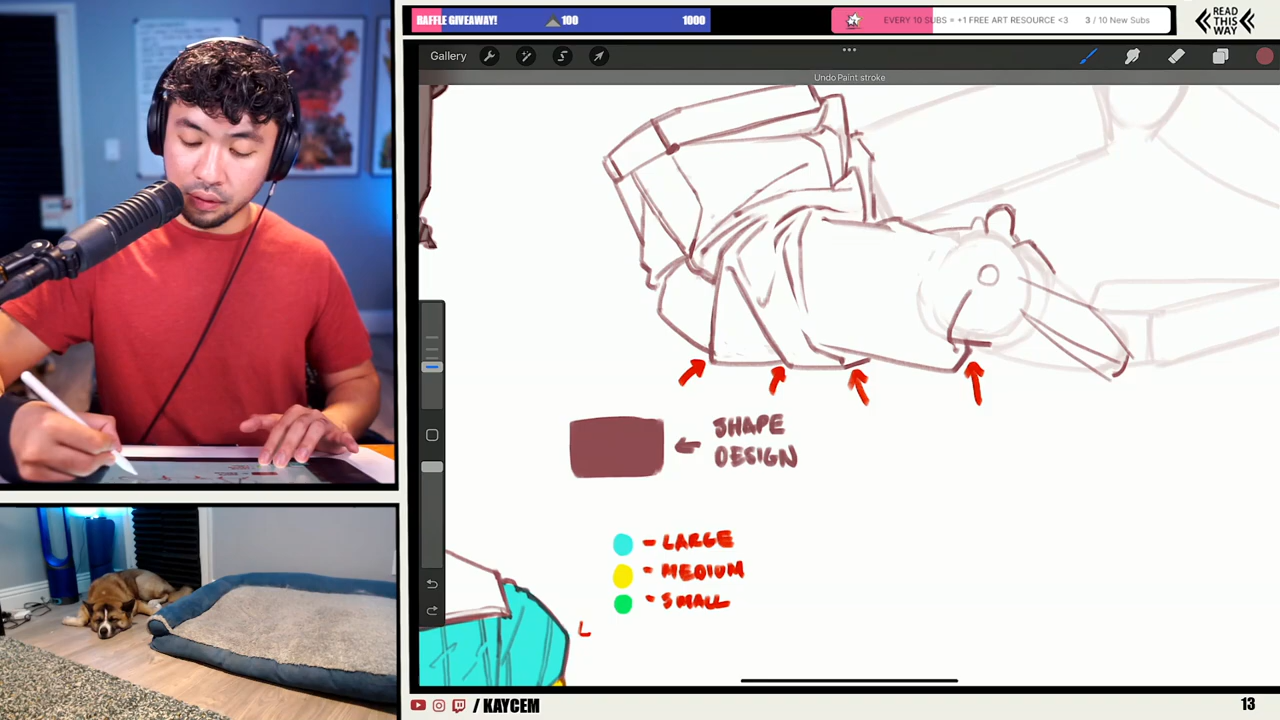 RAFFLE GIVEAWAY!
100
1000
EVERY 10 SUBS = +1 FREE ART RESOURCE <3
3 / 10 New Subs
READ
THIS
WAY
Gallery
Undo Paint stroke
SHAPE
DESIGN
- LARGE
- MEDIUM
- SMALL
L
/ KAYCEM
13